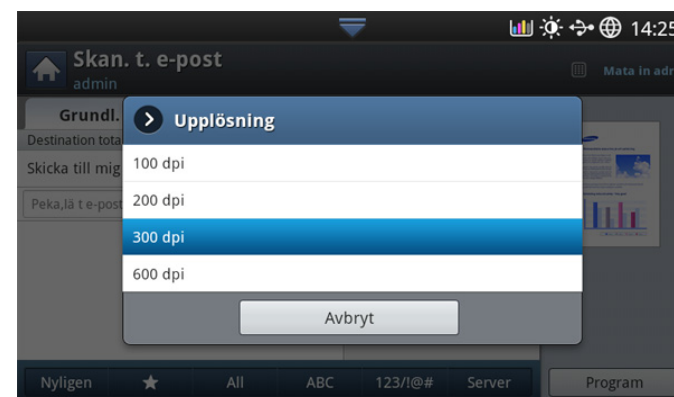 14:25
Skan. t. e-post
admin
Mata in adr
Grundl.
Destination tota
Skicka till mig
Peka,lä t e-post
Upplösning
100 dpi
200 dpi
300 dpi
600 dpi
Avbryt
Nyligen ★ All ABC 123/!@# Server Program